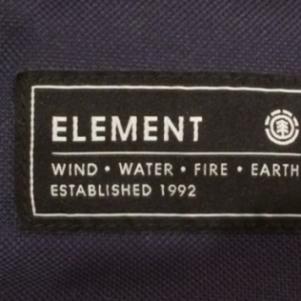 ELEMENT
WIND • WATER • FIRE • EARTH
ESTABLISHED 1992